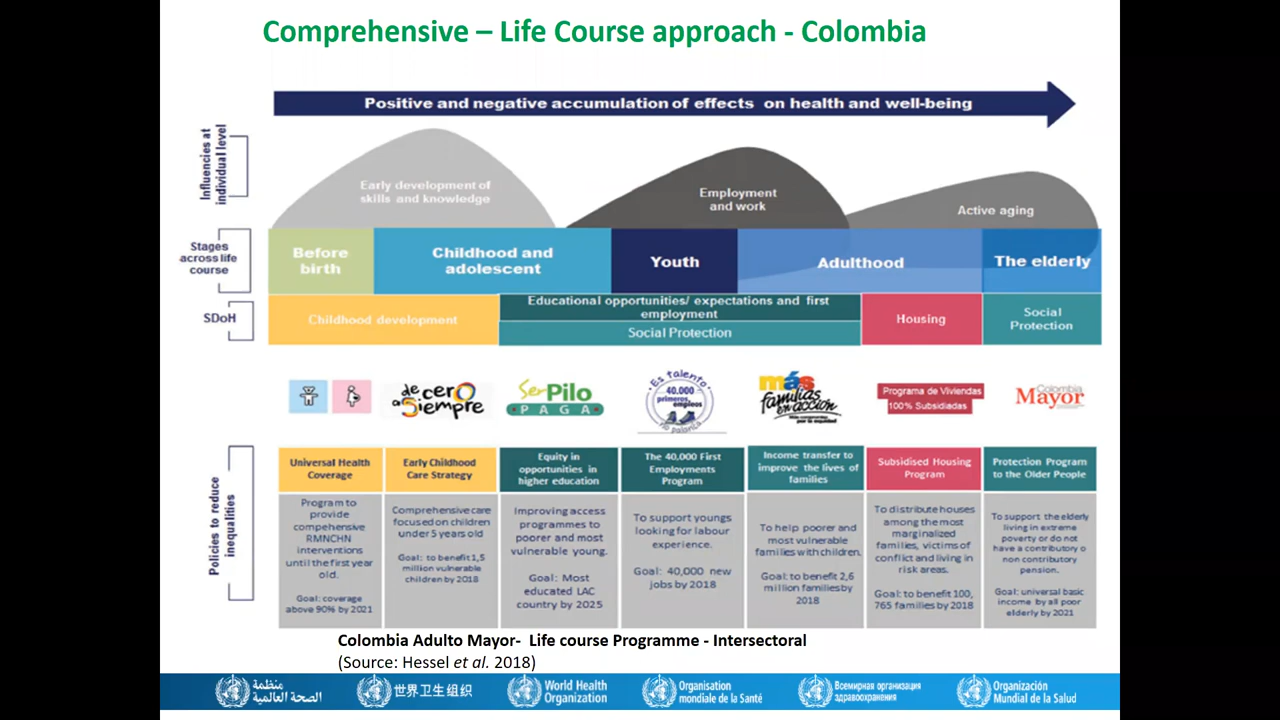 Comprehensive – Life Course approach - Colombia
Positive and negative accumulation of effects on health and well-being
Influencies at
individual level
Early development of
skills and knowledge
Employment
and work
Active aging
Stages
across life
course
Before
birth
Childhood and
adolescent
Youth
Adulthood
The elderly
SDoH
Childhood development
Educational opportunities/ expectations and first
employment
Social Protection
Housing
Social
Protection
de cerO
a Siempre
Ser Pilo
PAGA
Es talento
40.000
primeros
empleos
más
familias
en acción
Programa de Viviendas
100% Subsidiadas
Colombia
Mayor
Policies to reduce
inequalities
Universal Health
Coverage
Program to
provide
compehensive
RMNCHN
interventions
until the first year
old.
Goal: coverage
above 90% by 2021
Early Childhood
Care Strategy
Comprehensive care
focused on children
under 5 years old
Goal: to benefit 1,5
million vulnerable
children by 2018
Equity in
opportunities in
higher education
Improving access
programmes to
poorer and most
vulnerable young.
Goal: Most
educated LAC
country by 2025
The 40,000 First
Employments
Program
To support youngs
looking for labour
experience.
Goal: 40,000 new
jobs by 2018
Income transfer to
improve the lives of
families
To help poorer and
most vulnerable
families with children.
Goal: to benefit 2,6
million families by
2018
Subsidised Housing
Program
To distribute houses
among the most
marginalized
families, victims of
conflict and living in
risk areas.
Goal: to benefit 100,
765 families by 2018
Protection Program
to the Older People
To support the elderly
living in extreme
poverty or do not
have a contributory o
non contributory
pension.
Goal: universal basic
income by all poor
elderly by 2021
Colombia Adulto Mayor- Life course Programme - Intersectoral
(Source: Hessel et al. 2018)
منظمة
الصحة العالمية
世界卫生组织
World Health
Organization
Organisation
mondiale de la Santé
Всемирная организация
здравоохранения
Organización
Mundial de la Salud